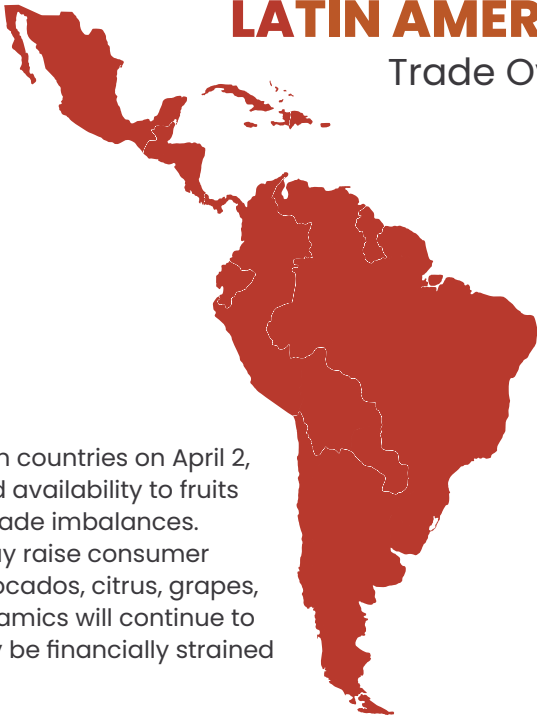 LATIN AMER
Trade Ov
n countries on April 2,
d availability to fruits
ade imbalances.
ay raise consumer
ocados, citrus, grapes,
amics will continue to
y be financially strained